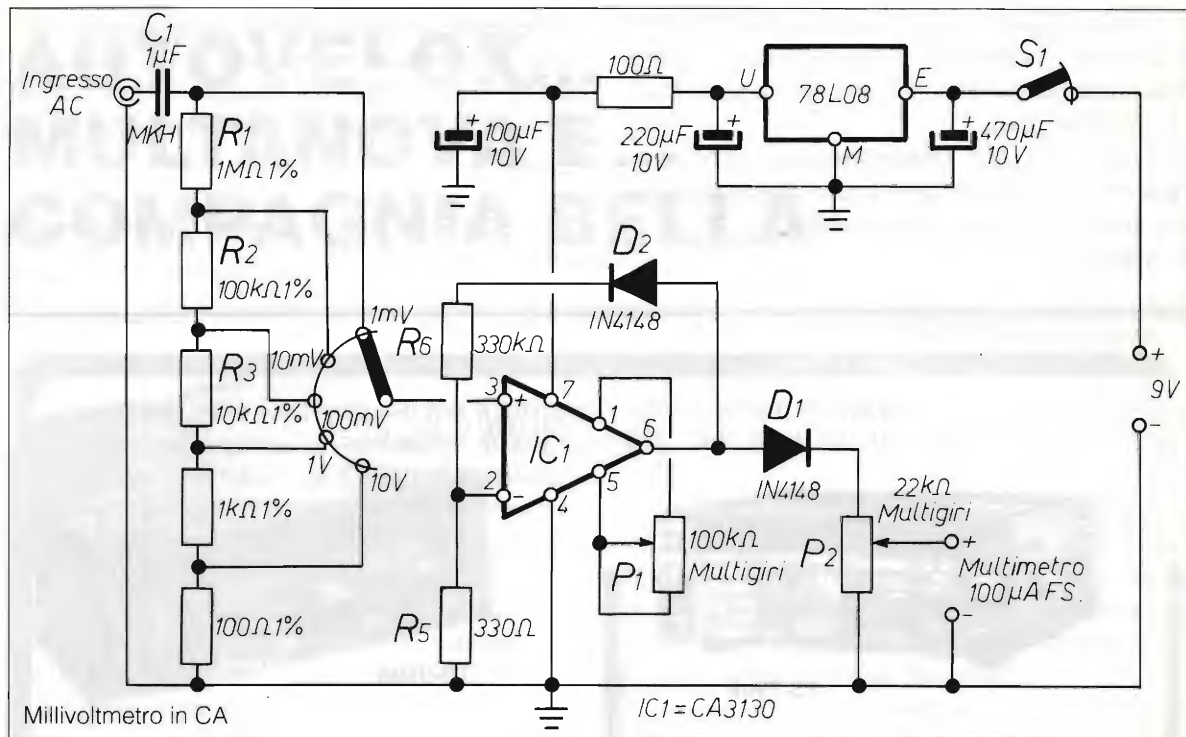 C1
1µF
Ingresso
AC
MKH
R1
1MΩ 1%
R2
100kΩ 1%
R3
10kΩ 1%
1kΩ 1%
100Ω 1%
1mV
10mV
100mV
1V
10V
+
100µF
10V
100Ω
+
220µF
10V
U
78L08
E
M
+
470µF
10V
S1
+
9V
-
D2
IN4148
R6
330kΩ
3
+
7
1
IC1
6
2
-
4
5
D1
IN4148
100kΩ
Multigiri
P1
22kΩ
Multigiri
P2
+
Multimetro
100µA FS.
-
R5
330Ω
Millivoltmetro in CA
IC1 = CA3130